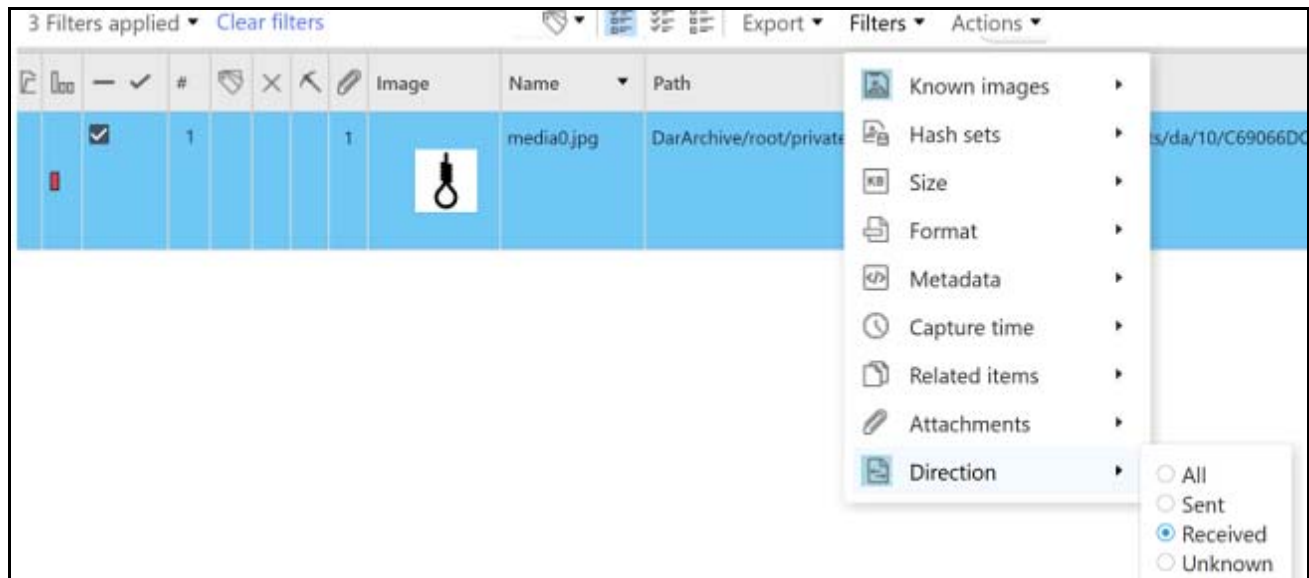 3 Filters applied Clear filters Export Filters Actions
# Image Name Path
1 1 media0.jpg DarArchive/root/private s/da/10/C69066DC
Known images
Hash sets
KB Size
Format
Metadata
Capture time
Related items
Attachments
Direction
All
Sent
Received
Unknown